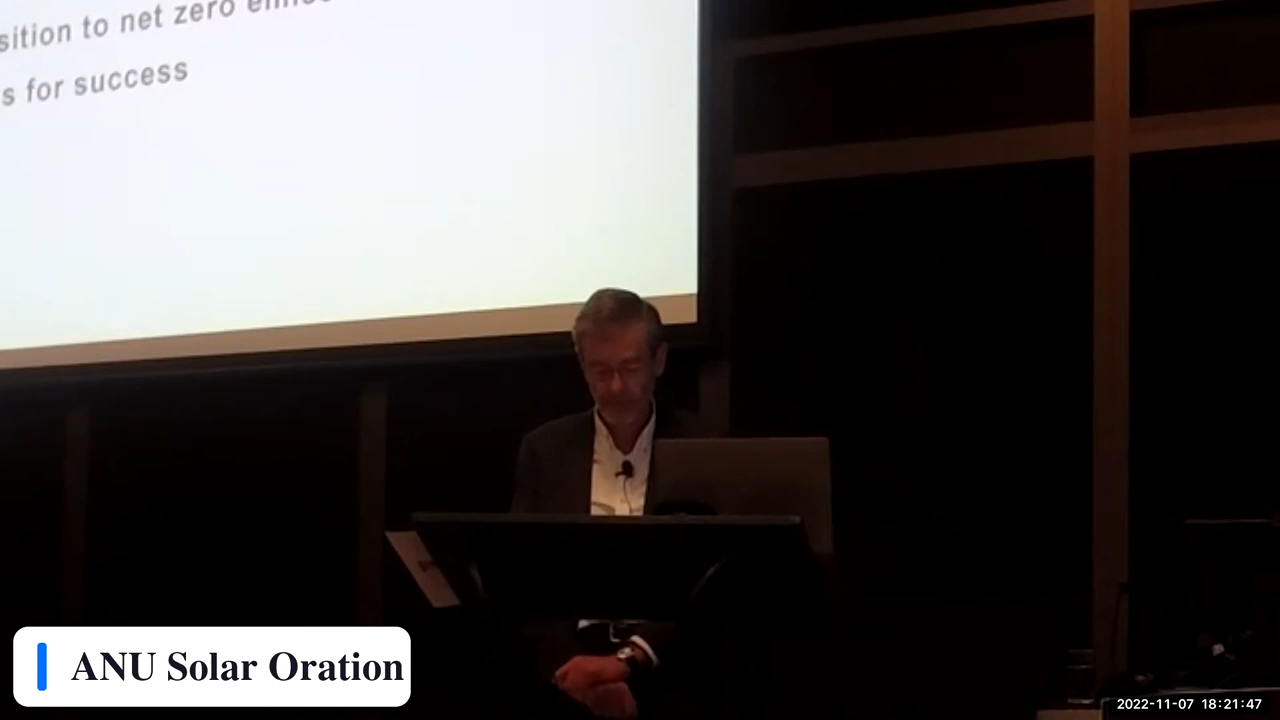 sition to net zero
s for success
ANU Solar Oration
2022-11-07 18:21:47